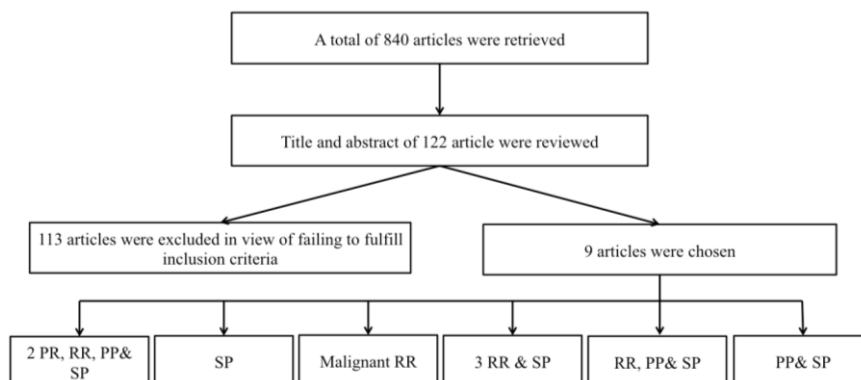 A total of 840 articles were retrieved
Title and abstract of 122 article were reviewed
113 articles were excluded in view of failing to fulfill
inclusion criteria
9 articles were chosen
2 PR, RR, PP&
SP
SP
Malignant RR
3 RR & SP
RR, PP& SP
PP& SP